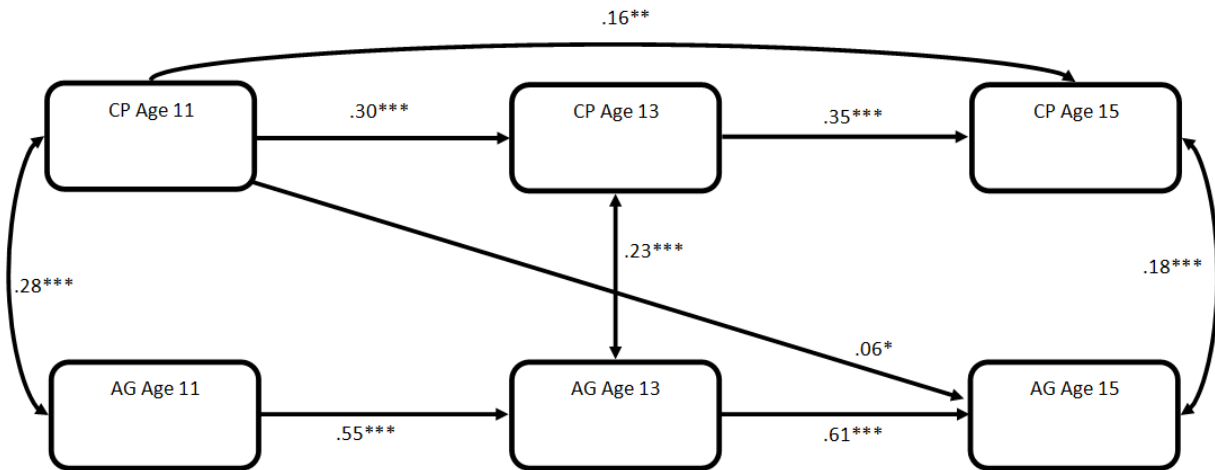 .16**
CP Age 11
.30***
CP Age 13
.35***
CP Age 15
.28***
.23***
.18***
.06*
AG Age 11
.55***
AG Age 13
.61***
AG Age 15